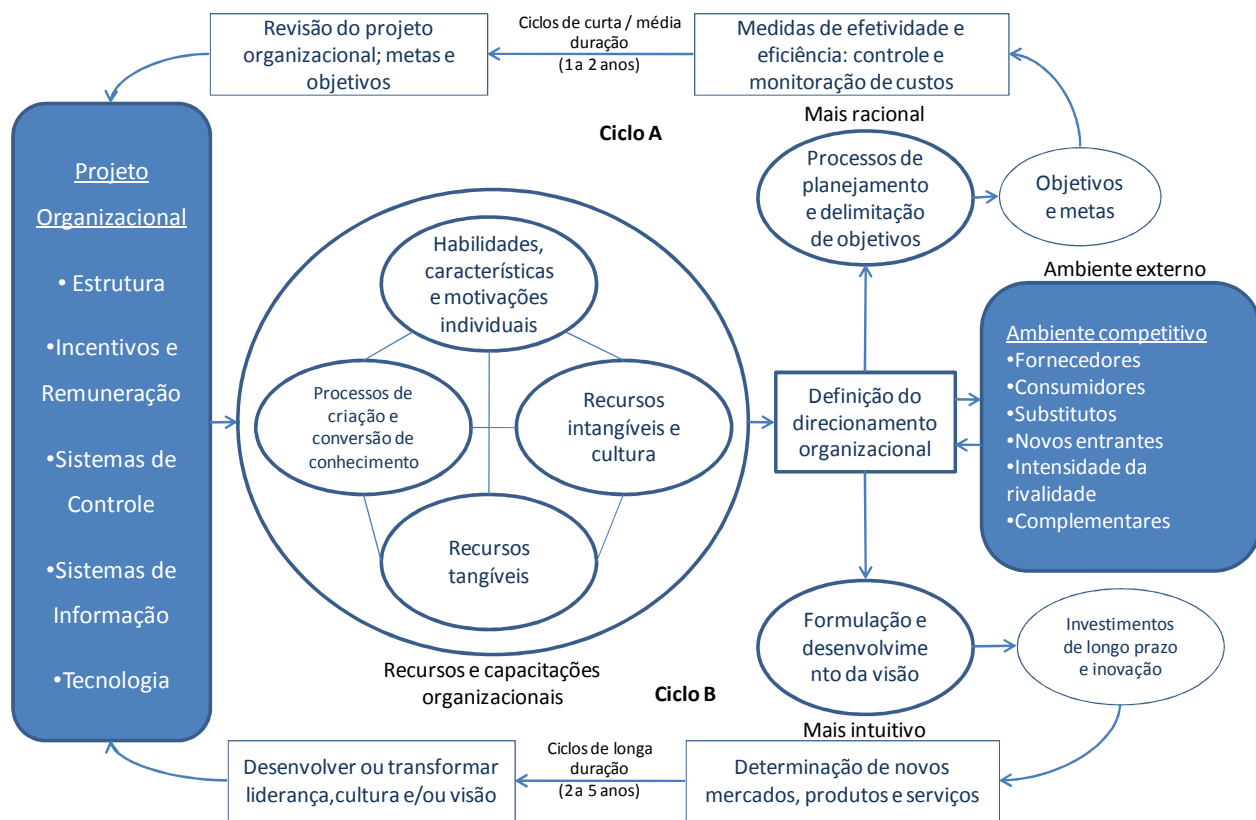 Revisão do projeto
organizacional; metas e
objetivos
Ciclos de curta / média
duração
(1 a 2 anos)
Medidas de efetividade e
eficiência: controle e
monitoração de custos
Mais racional
Ciclo A
Projeto
Organizacional
• Estrutura
•Incentivos e
Remuneração
•Sistemas de
Controle
•Sistemas de
Informação
•Tecnologia
Habilidades,
características
e motivações
individuais
Processos de
criação e
conversão de
conhecimento
Recursos
intangíveis e
cultura
Recursos
tangíveis
Recursos e capacitações
organizacionais
Processos de
planejamento
e delimitação
de objetivos
Objetivos
e metas
Definição do
direcionamento
organizacional
Ambiente externo
Ambiente competitivo
•Fornecedores
•Consumidores
•Substitutos
•Novos entrantes
•Intensidade da
rivalidade
•Complementares
Formulação e
desenvolvime
nto da visão
Investimentos
de longo prazo
e inovação
Ciclo B
Mais intuitivo
Desenvolver ou transformar
liderança,cultura e/ou visão
Ciclos de longa
duração
(2 a 5 anos)
Determinação de novos
mercados, produtos e serviços